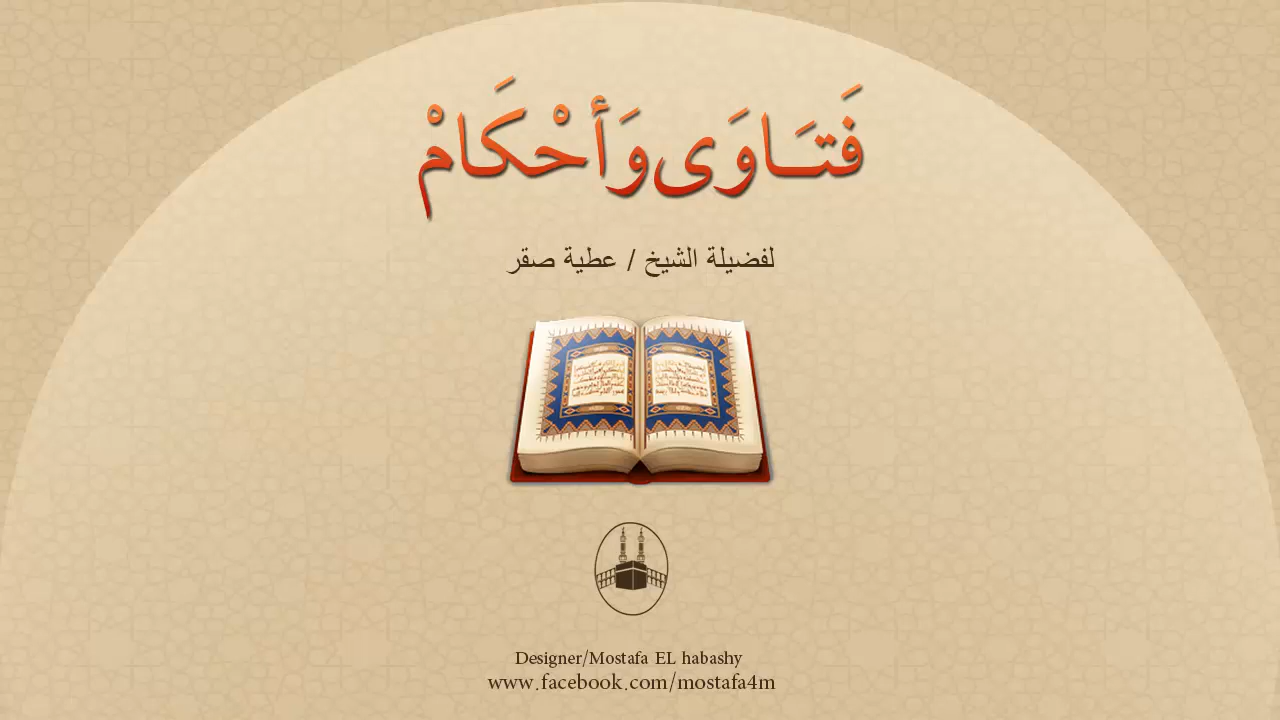 فَتَاوَى وَأَحْكَامْ
لفضيلة الشيخ / عطية صقر
Designer/Mostafa EL habashy
www.facebook.com/mostafa4m